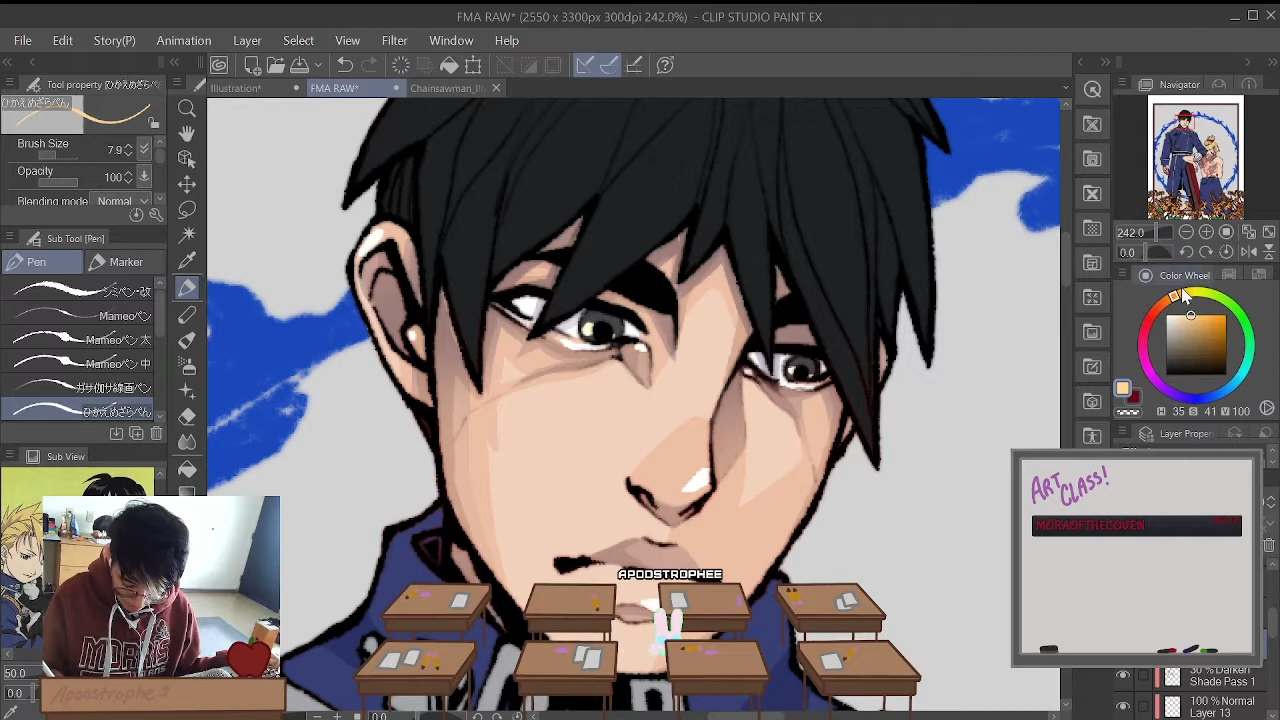 FMA RAW* (2550 x 3300px 300dpi 242.0%) - CLIP STUDIO PAINT EX
File Edit Story(P) Animation Layer Select View Filter Window Help
Tool property
Illustration* FMA RAW*
Navigator
Brush Size 7.9
Opacity 100
Blending mode Normal
Sub Tool [Pen]
Pen Marker
Mameoペン
Mameoペン太
Mameoペン中
242.0
0.0
Color Wheel
H 35 S 41 V 100
Sub View
Layer Proper
50.0
0.0
ART CLASS!
MORAOFTHECOVEN
APOOSTROPHEE
MORRIS
Apoostrophe's
30 % Darken
Shade Pass 1
100 % Normal
Layer 13
0.0